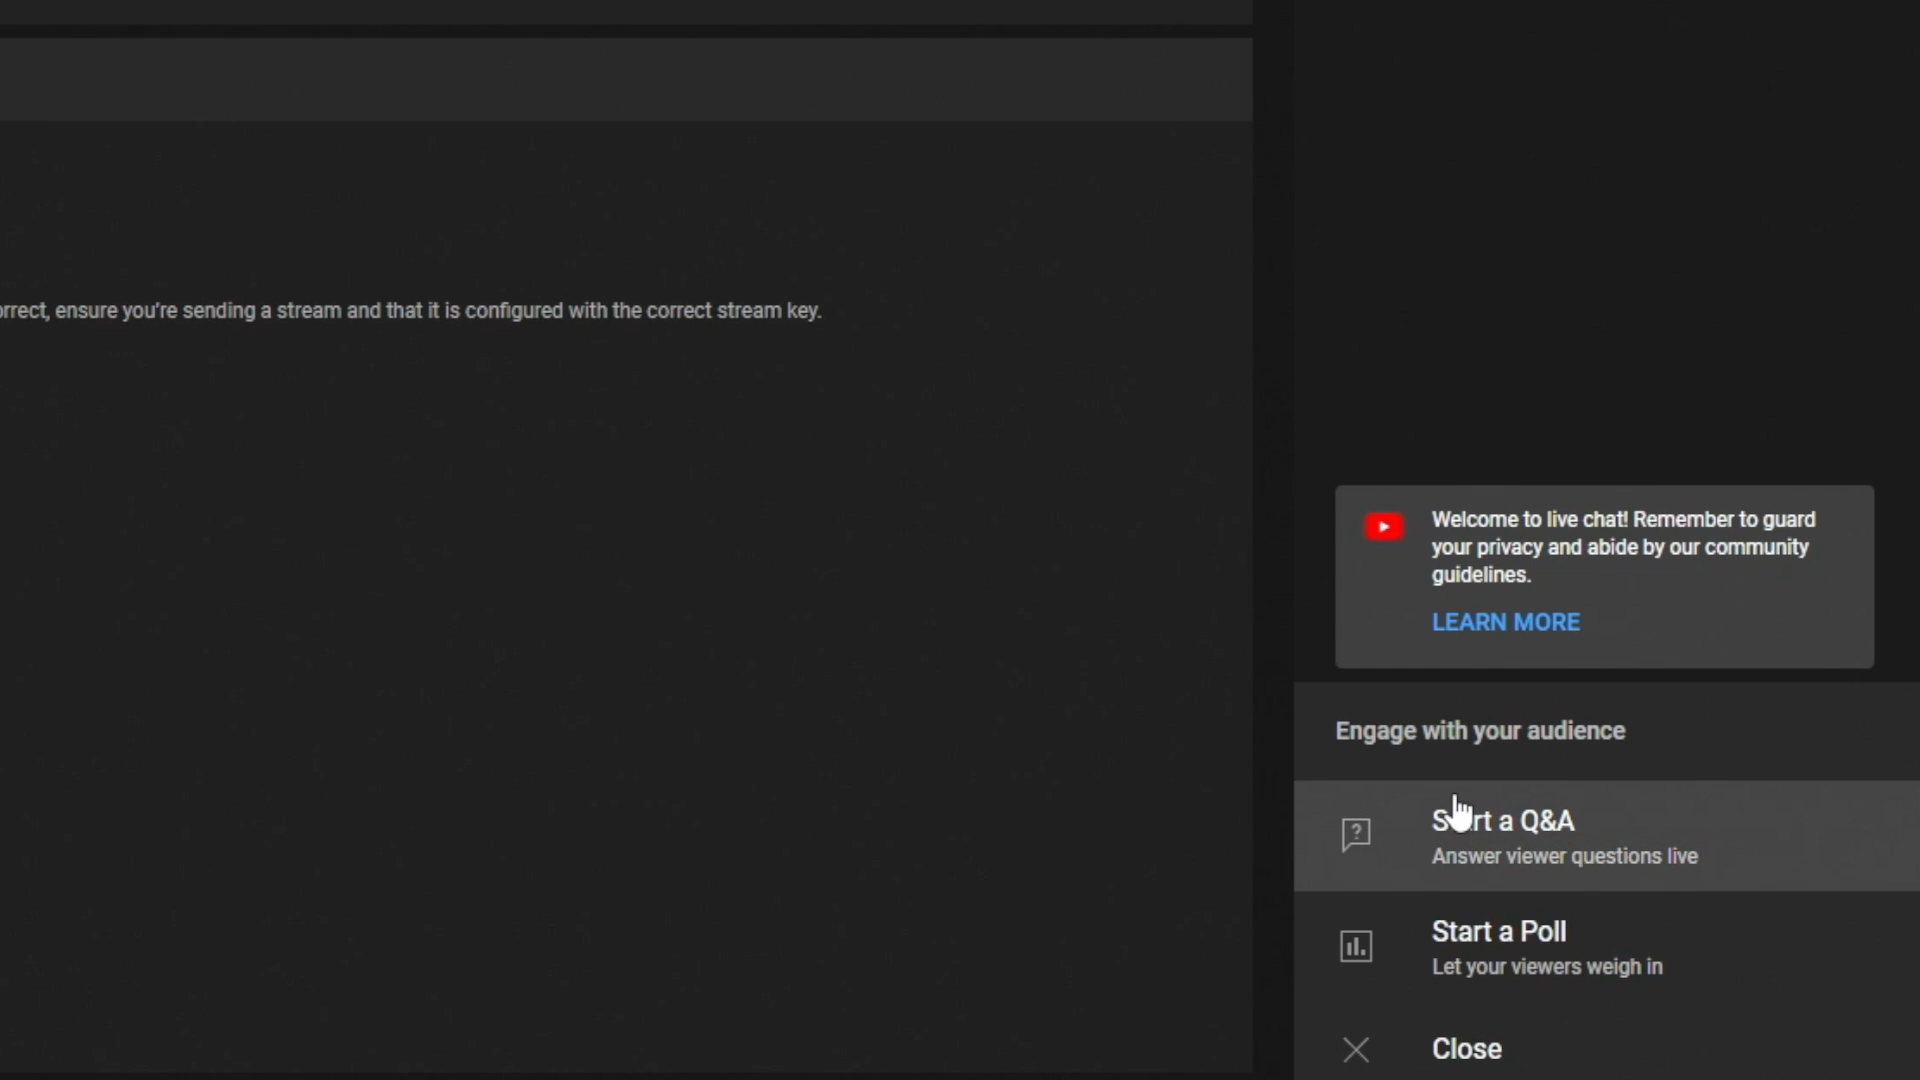 orrect, ensure you're sending a stream and that it is configured with the correct stream key.
Welcome to live chat! Remember to guard
your privacy and abide by our community
guidelines.
LEARN MORE
Engage with your audience
Start a Q&A
Answer viewer questions live
Start a Poll
Let your viewers weigh in
Close